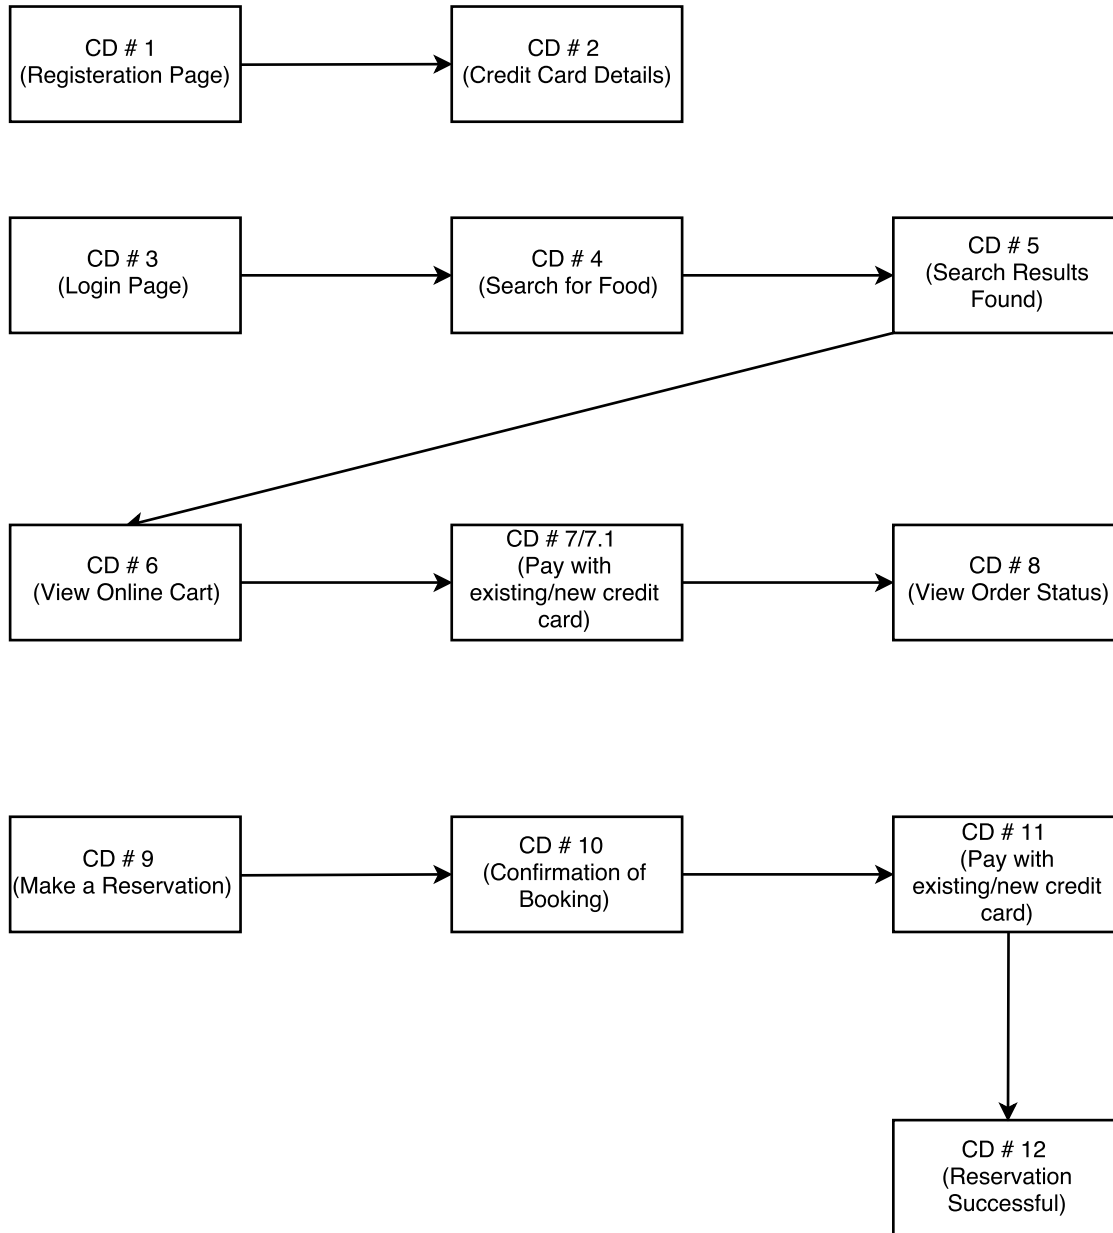 CD # 1
(Registeration Page)
CD # 2
(Credit Card Details)
CD # 3
(Login Page)
CD # 4
(Search for Food)
CD # 5
(Search Results
Found)
CD # 6
(View Online Cart)
CD # 7/7.1
(Pay with
existing/new credit
card)
CD # 8
(View Order Status)
CD # 9
(Make a Reservation)
CD # 10
(Confirmation of
Booking)
CD # 11
(Pay with
existing/new credit
card)
CD # 12
(Reservation
Successful)